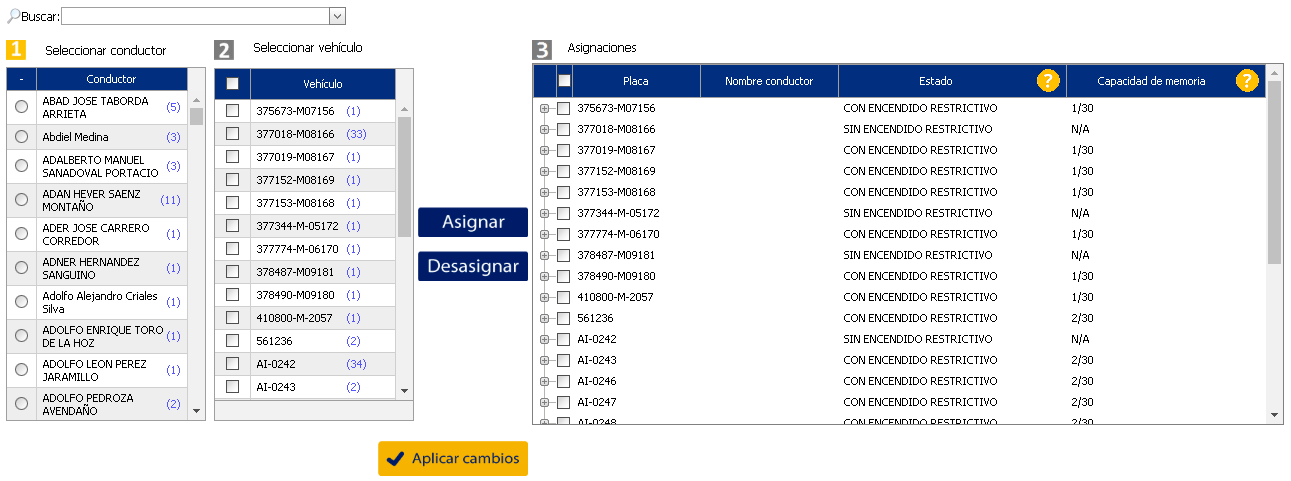 Buscar:
1 Seleccionar conductor
- Conductor
ABAD JOSE TABORDA
ARRIETA (5)
Abdiel Medina (3)
ADALBERTO MANUEL
SANADOVAL PORTACIO (3)
ADAN HEVER SAENZ
MONTAÑO (11)
ADER JOSE CARRERO
CORREDOR (1)
ADNER HERNANDEZ
SANGUINO (1)
Adolfo Alejandro Criales
Silva (1)
ADOLFO ENRIQUE TORO
DE LA HOZ (1)
ADOLFO LEON PEREZ
JARAMILLO (1)
ADOLFO PEDROZA
AVENDAÑO (2)
2 Seleccionar vehículo
Vehículo
375673-M07156 (1)
377018-M08166 (33)
377019-M08167 (1)
377152-M08169 (1)
377153-M08168 (1)
377344-M-05172 (1)
377774-M-06170 (1)
378487-M09181 (1)
378490-M09180 (1)
410800-M-2057 (1)
561236 (2)
AI-0242 (34)
AI-0243 (2)
Asignar
Desasignar
3 Asignaciones
Placa Nombre conductor Estado ? Capacidad de memoria ?
375673-M07156 CON ENCENDIDO RESTRICTIVO 1/30
377018-M08166 SIN ENCENDIDO RESTRICTIVO N/A
377019-M08167 CON ENCENDIDO RESTRICTIVO 1/30
377152-M08169 CON ENCENDIDO RESTRICTIVO 1/30
377153-M08168 CON ENCENDIDO RESTRICTIVO 1/30
377344-M-05172 SIN ENCENDIDO RESTRICTIVO N/A
377774-M-06170 CON ENCENDIDO RESTRICTIVO 1/30
378487-M09181 SIN ENCENDIDO RESTRICTIVO N/A
378490-M09180 CON ENCENDIDO RESTRICTIVO 1/30
410800-M-2057 CON ENCENDIDO RESTRICTIVO 1/30
561236 CON ENCENDIDO RESTRICTIVO 2/30
AI-0242 SIN ENCENDIDO RESTRICTIVO N/A
AI-0243 CON ENCENDIDO RESTRICTIVO 2/30
AI-0246 CON ENCENDIDO RESTRICTIVO 2/30
AI-0247 CON ENCENDIDO RESTRICTIVO 2/30
AI-0248 CON ENCENDIDO RESTRICTIVO 2/30
Aplicar cambios